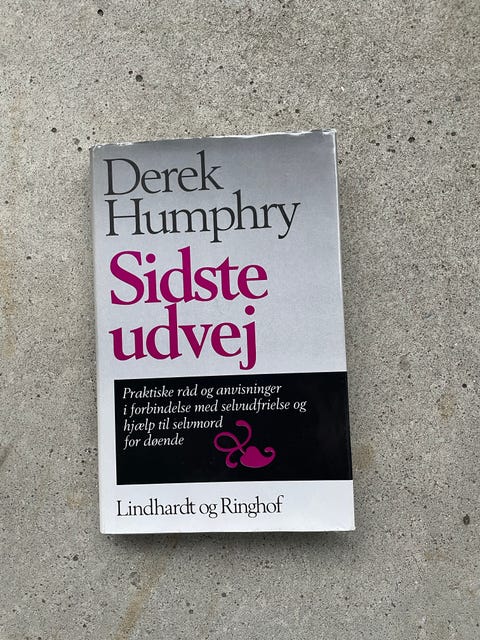 Derek
Humphry
Sidste
udvej
Praktiske råd og anvisninger
i forbindelse med selvudfrielse og
hjælp til selvmord
for døende
Lindhardt og Ringhof